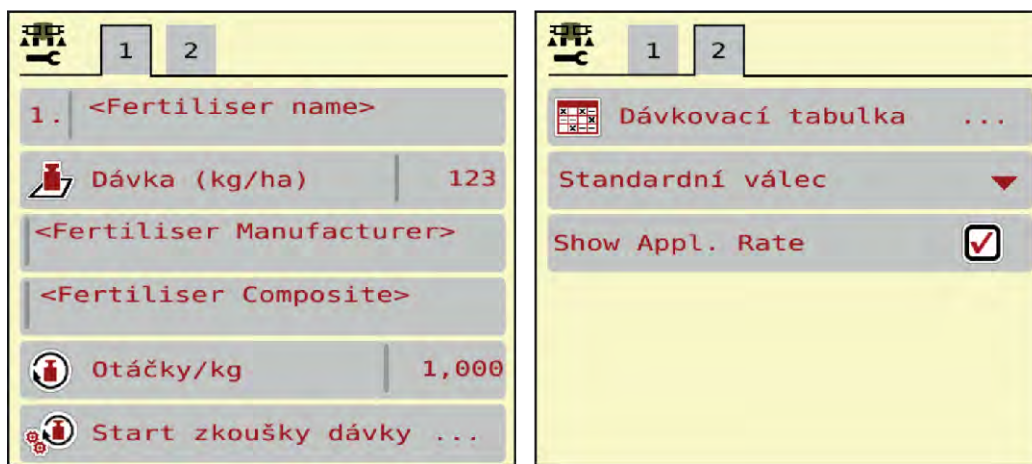 1 2
1. <Fertiliser name>
Dávka (kg/ha) 123
<Fertiliser Manufacturer>
<Fertiliser Composite>
Otáčky/kg 1,000
Start zkoušky dávky ...
1 2
Dávkovací tabulka ...
Standardní válec
Show Appl. Rate